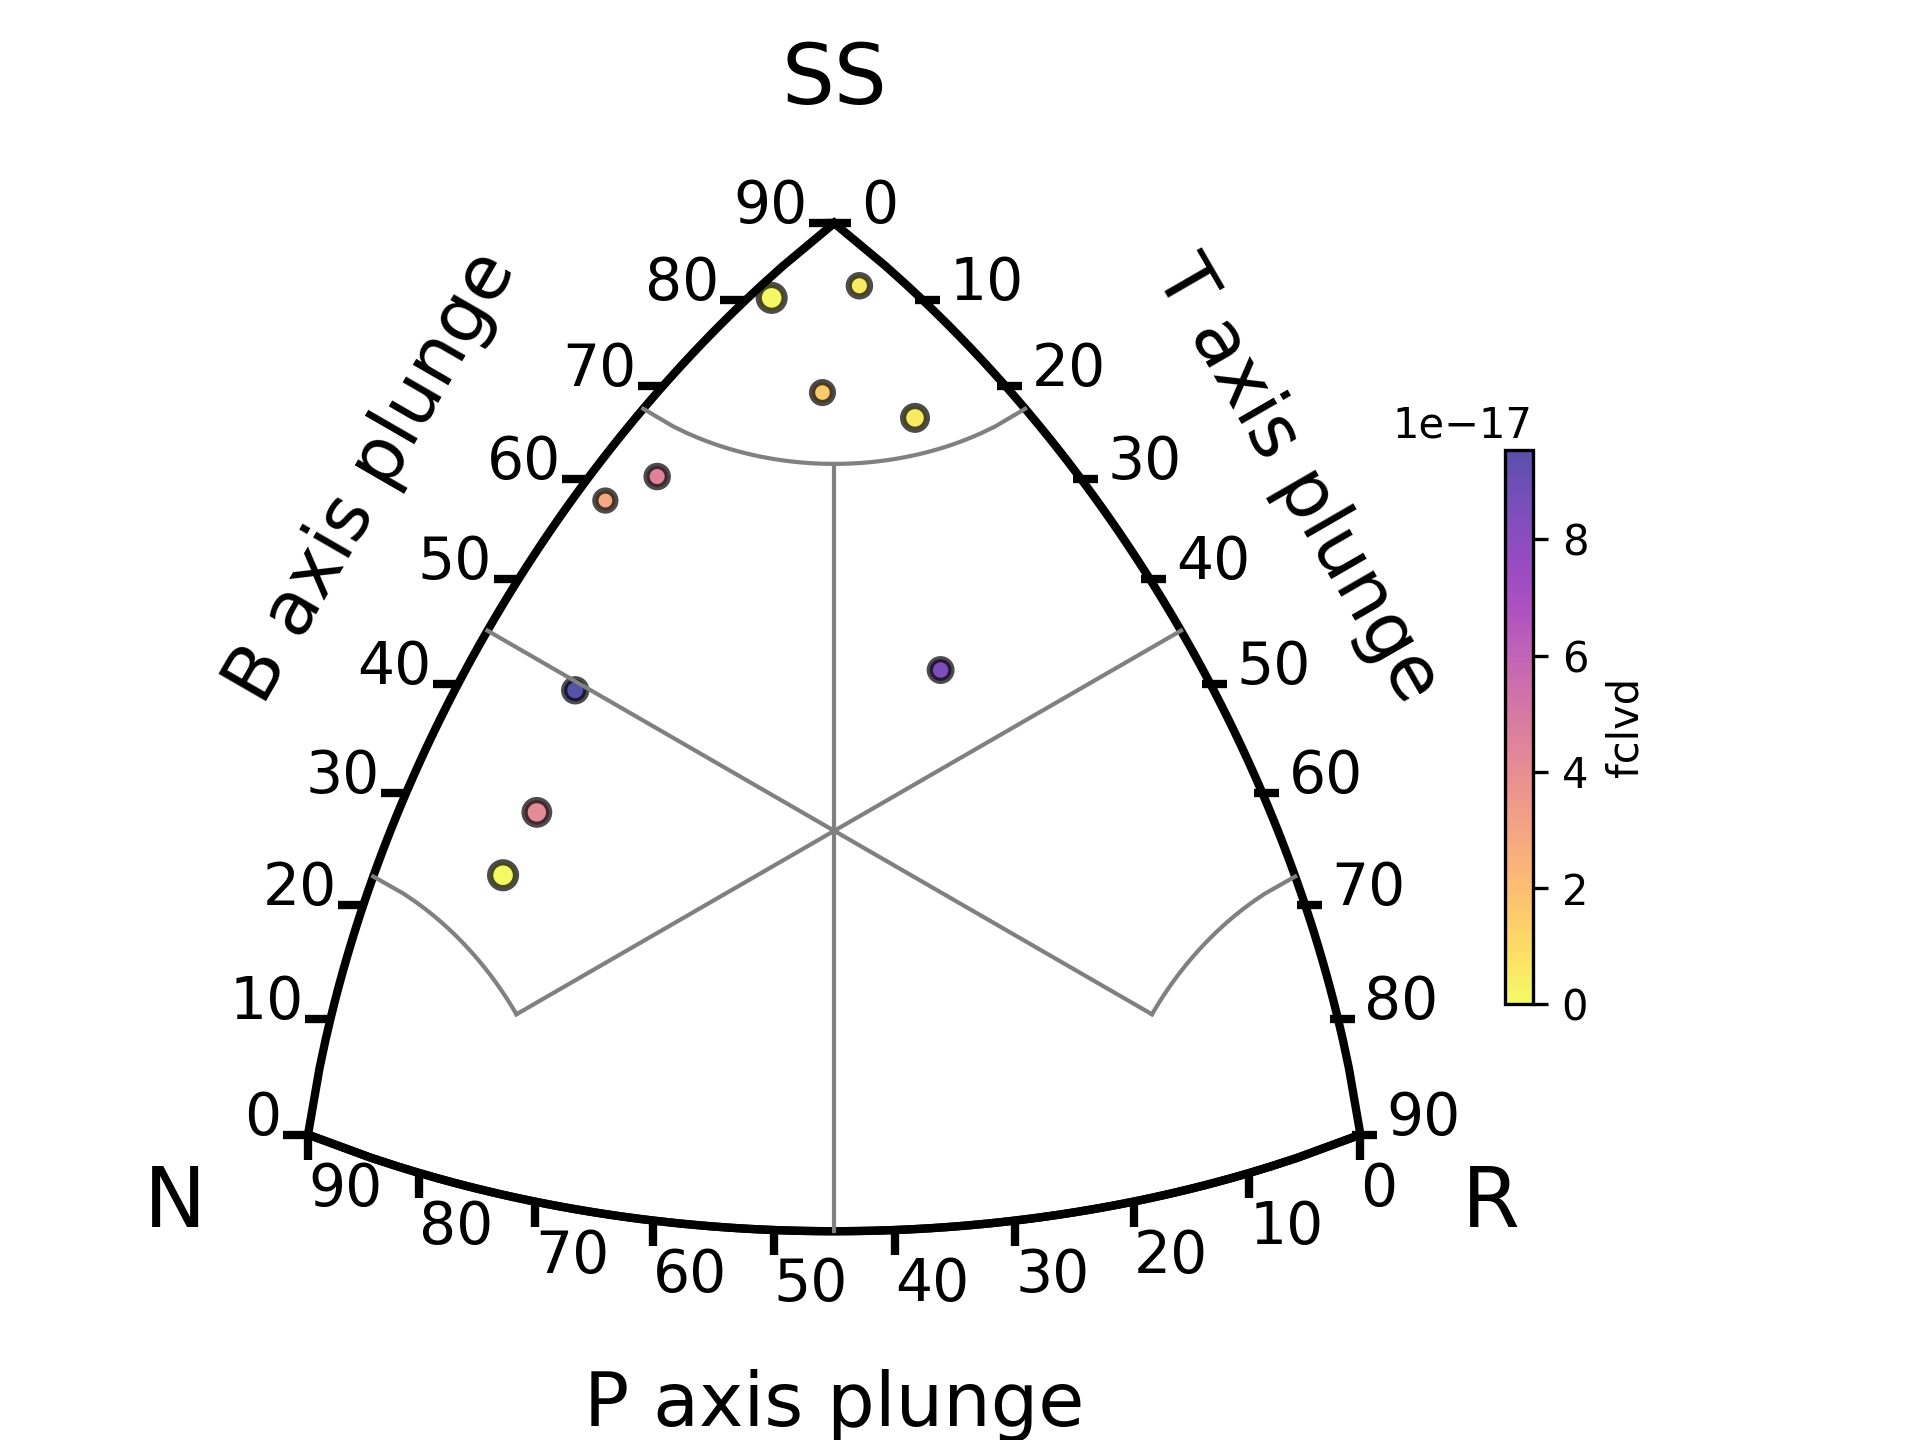 SS
90 0
80 10
70 20
60 30
50 40
40 50
30 60
20 70
10 80
0 90
B axis plunge
T axis plunge
N R
90 80 70 60 50 40 30 20 10 0
P axis plunge
1e−17
8
6
4
2
0
fclvd